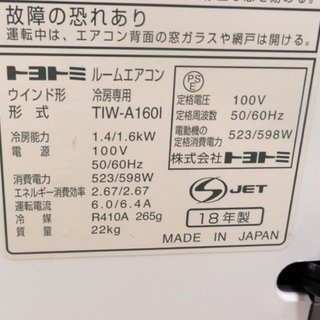 故障の恐れあり
運転中は、エアコン背面の窓ガラスや網戸は開ける。
トヨトミ ルームエアコン
ウインド形 冷房専用
形 式 TIW-A160I
冷房能力 1.4/1.6kW
電 源 100V
50/60Hz
消費電力 523/598W
エネルギー消費効率 2.67/2.67
運転電流 6.0/6.4A
冷 媒 R410A 265g
質 量 22kg
PSE
定格電圧 100V
定格周波数 50/60Hz
電動機の
定格消費電力 523/598W
株式会社トヨトミ
S JET
18年製
MADE IN JAPAN